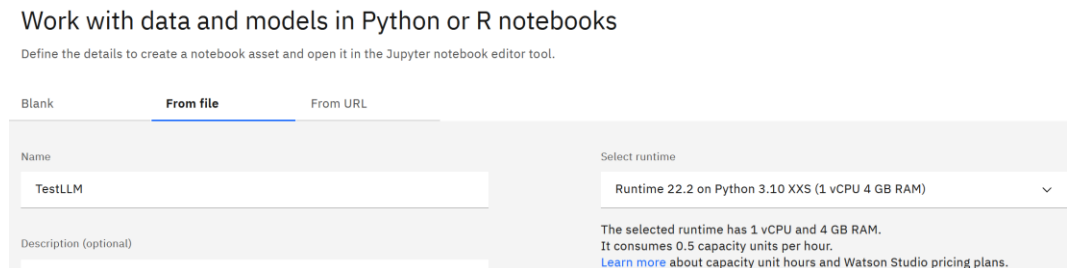 Work with data and models in Python or R notebooks
Define the details to create a notebook asset and open it in the Jupyter notebook editor tool.
Blank From file From URL
Name
TestLLM
Description (optional)
Select runtime
Runtime 22.2 on Python 3.10 XXS (1 vCPU 4 GB RAM)
The selected runtime has 1 vCPU and 4 GB RAM.
It consumes 0.5 capacity units per hour.
Learn more about capacity unit hours and Watson Studio pricing plans.